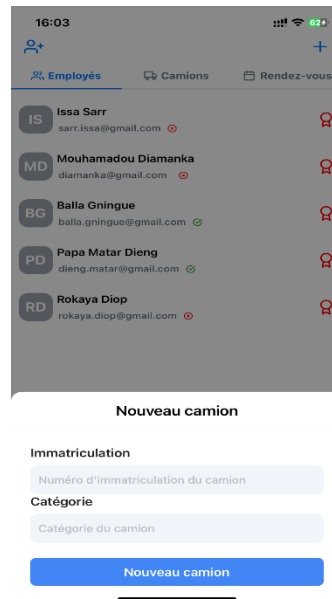 16:03
62
Employés Camions Rendez-vous
IS Issa Sarr
sarr.issa@gmail.com
MD Mouhamadou Diamanka
diamanka@gmail.com
BG Balla Gningue
balla.gningue@gmail.com
PD Papa Matar Dieng
dieng.matar@gmail.com
RD Rokaya Diop
rokaya.diop@gmail.com
Nouveau camion
Immatriculation
Numéro d'immatriculation du camion
Catégorie
Catégorie du camion
Nouveau camion